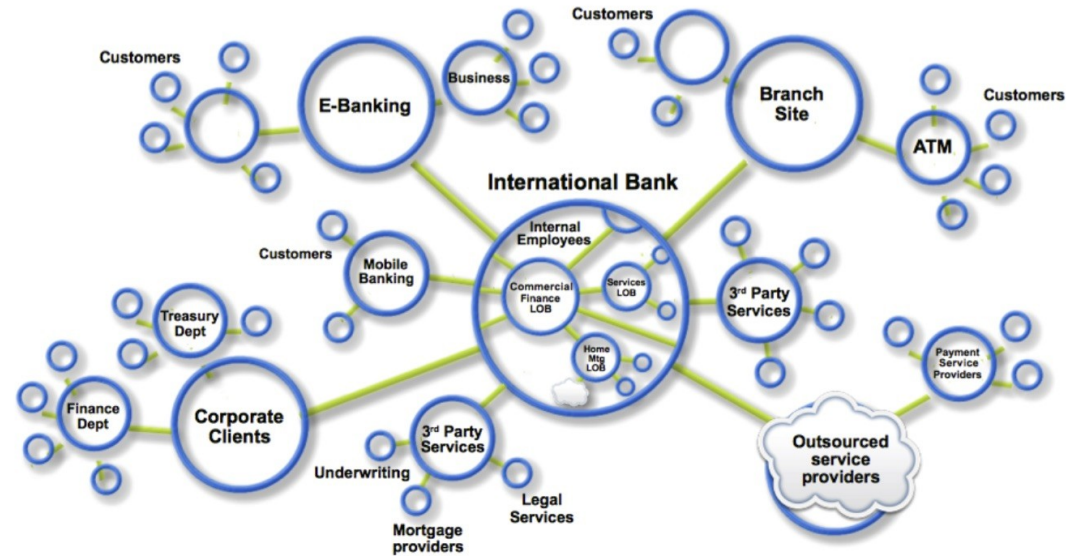 Customers
Customers
E-Banking
Business
Branch
Site
Customers
ATM
International Bank
Internal
Employees
Customers
Mobile
Banking
Commercial
Finance
LOB
Services
LOB
3rd Party
Services
Treasury
Dept
Home
Mtg
LOB
Payment
Service
Providers
Finance
Dept
Corporate
Clients
3rd Party
Services
Underwriting
Legal
Services
Mortgage
providers
Outsourced
service
providers